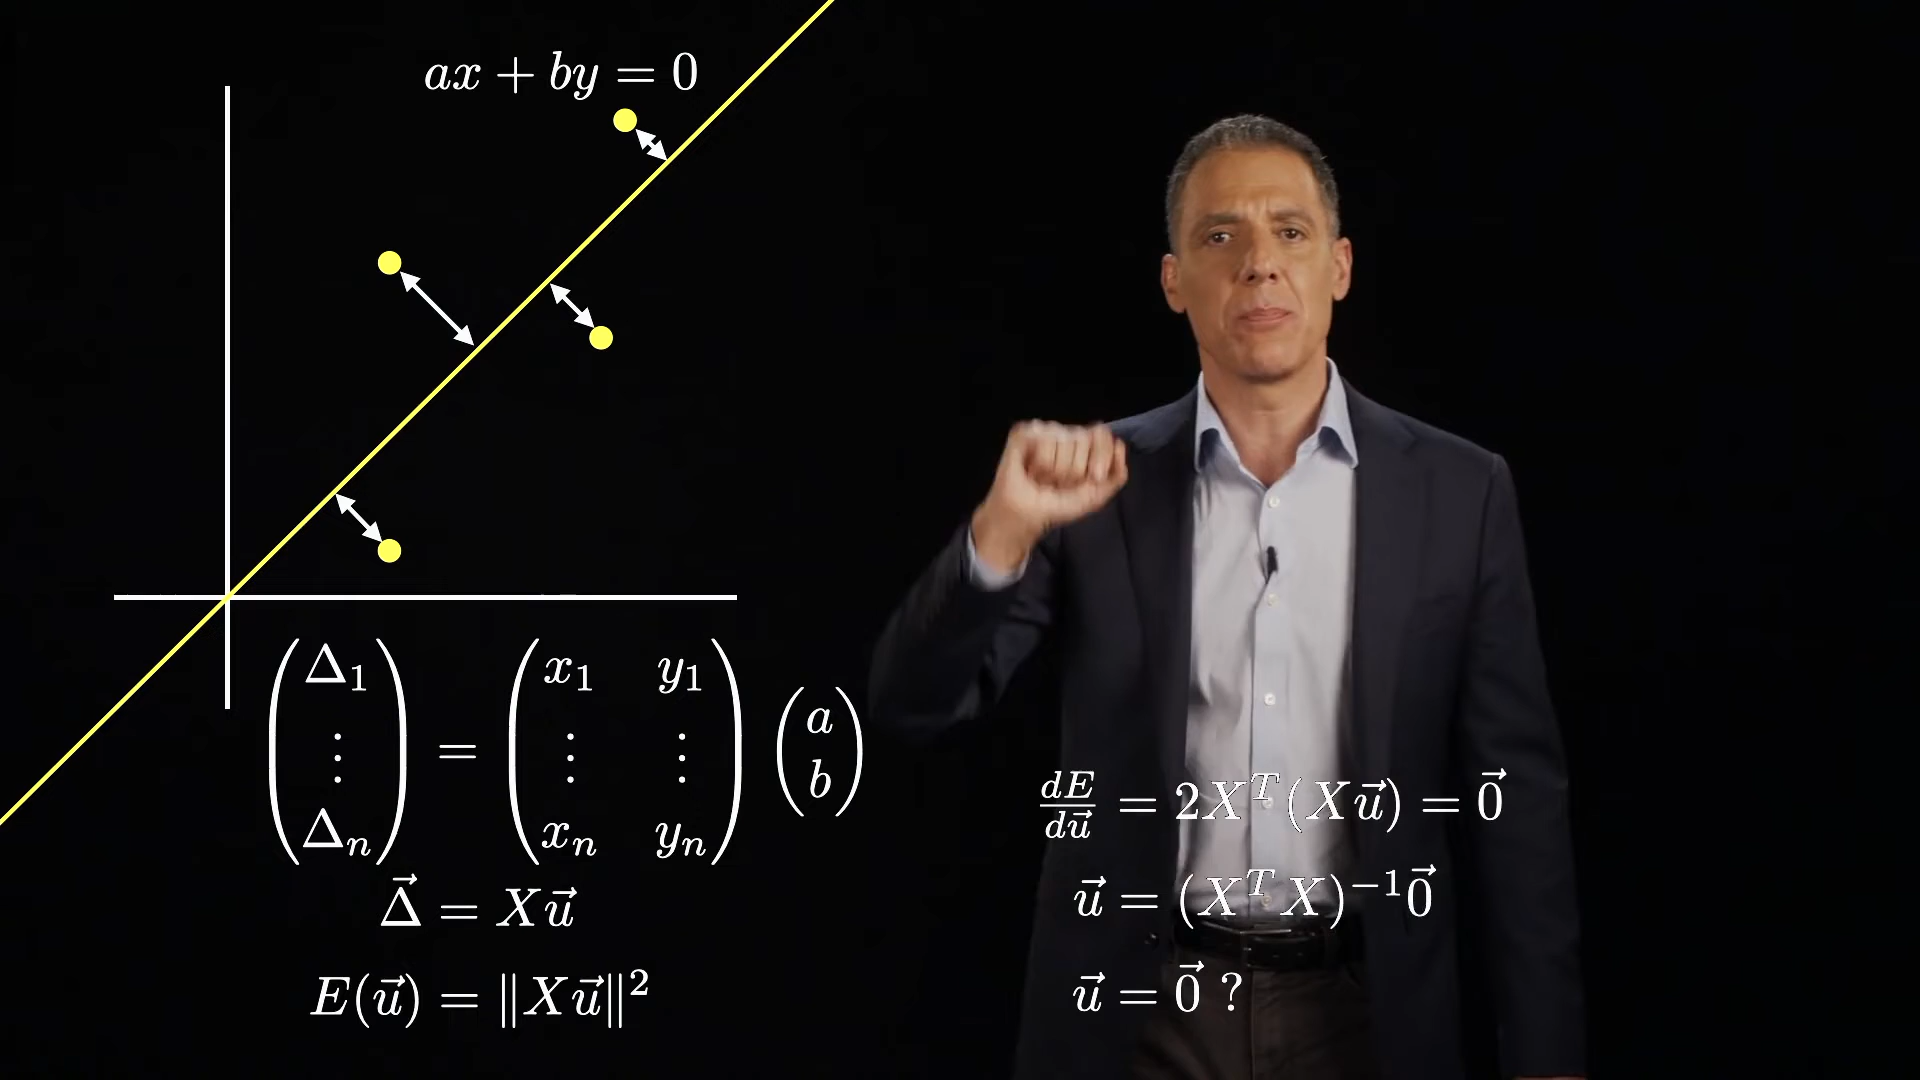 ax + by = 0
(Δ₁ ⋮ Δₙ) = (x₁ y₁ ⋮ ⋮ xₙ yₙ) (a b)
Δ⃗ = Xu⃗
E(u⃗) = ‖Xu⃗‖²
dE/du⃗ = 2Xᵀ(Xu⃗) = 0⃗
u⃗ = (XᵀX)⁻¹0⃗
u⃗ = 0⃗ ?